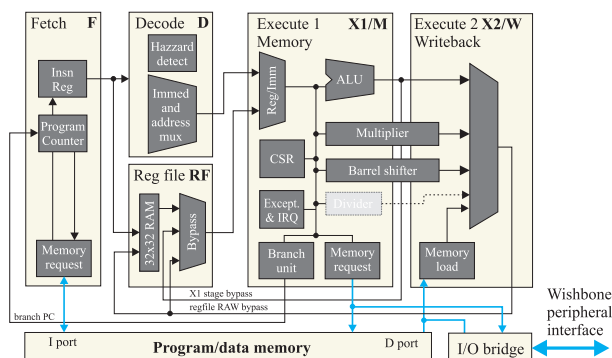 Fetch F
Insn
Reg
Program
Counter
Memory
request
Decode D
Hazzard
detect
Immed
and
address
mux
Reg file RF
32x32 RAM
Bypass
Execute 1 X1/M
Memory
Reg/Imm
ALU
CSR
Except.
& IRQ
Multiplier
Barrel shifter
Divider
Branch
unit
Memory
request
Execute 2 X2/W
Writeback
Memory
load
X1 stage bypass
regfile RAW bypass
branch PC
I port
Program/data memory
D port
I/O bridge
Wishbone
peripheral
interface